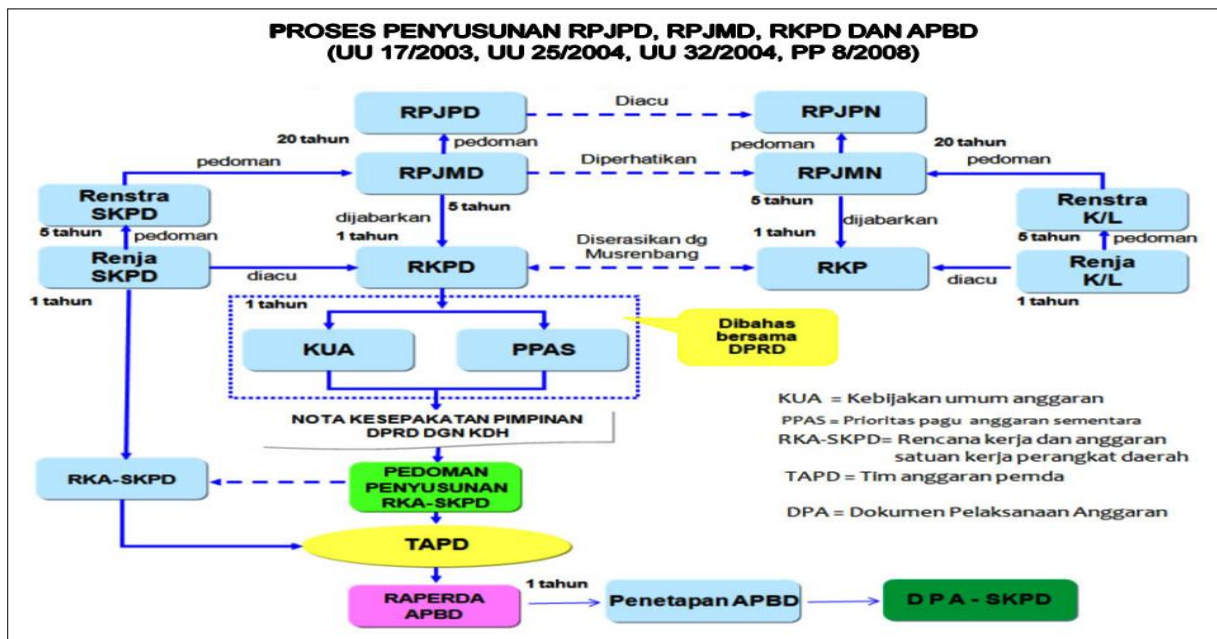 PROSES PENYUSUNAN RPJPD, RPJMD, RKPD DAN APBD
(UU 17/2003, UU 25/2004, UU 32/2004, PP 8/2008)
RPJPD
Diacu
RPJPN
20 tahun
pedoman
pedoman
20 tahun
pedoman
RPJMD
Diperhatikan
RPJMN
pedoman
Renstra
SKPD
5 tahun
5 tahun
Renstra
K/L
5 tahun
pedoman
dijabarkan
1 tahun
dijabarkan
1 tahun
5 tahun
pedoman
Renja
SKPD
diacu
RKPD
Diserasikan dg
Musrenbang
RKP
diacu
Renja
K/L
1 tahun
1 tahun
1 tahun
KUA
PPAS
Dibahas
bersama
DPRD
NOTA KESEPAKATAN PIMPINAN
DPRD DGN KDH
KUA = Kebijakan umum anggaran
PPAS = Prioritas pagu anggaran sementara
RKA-SKPD= Rencana kerja dan anggaran
satuan kerja perangkat daerah
TAPD = Tim anggaran pemda
DPA = Dokumen Pelaksanaan Anggaran
RKA-SKPD
PEDOMAN
PENYUSUNAN
RKA-SKPD
TAPD
RAPERDA
APBD
1 tahun
Penetapan APBD
D P A - SKPD